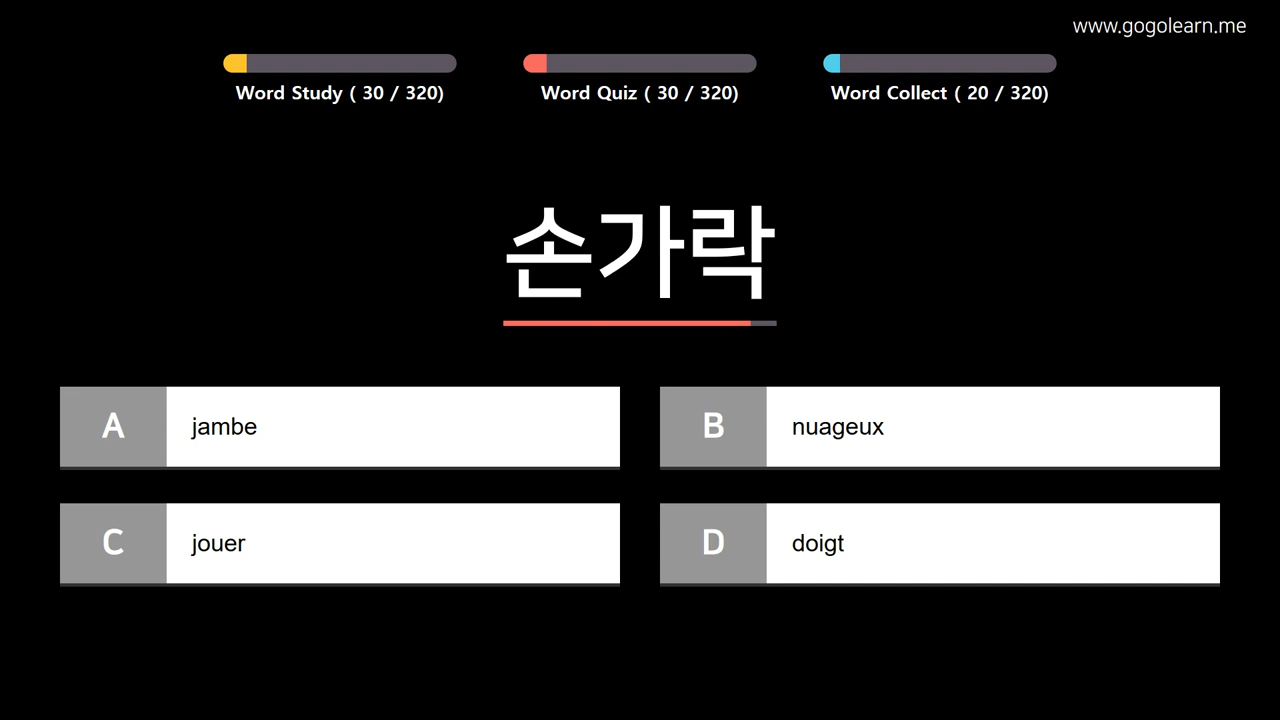 www.gogolearn.me
Word Study ( 30 / 320)
Word Quiz ( 30 / 320)
Word Collect ( 20 / 320)
손가락
A jambe
B nuageux
C jouer
D doigt